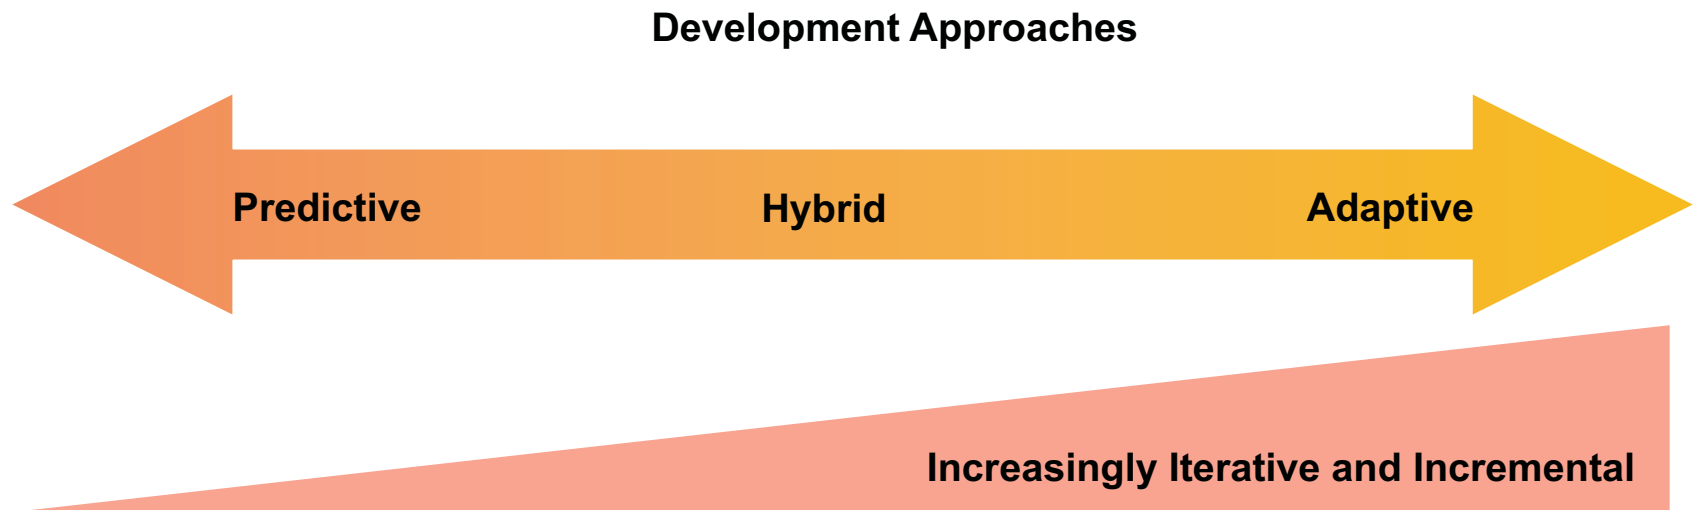 Development Approaches
Predictive
Hybrid
Adaptive
Increasingly Iterative and Incremental